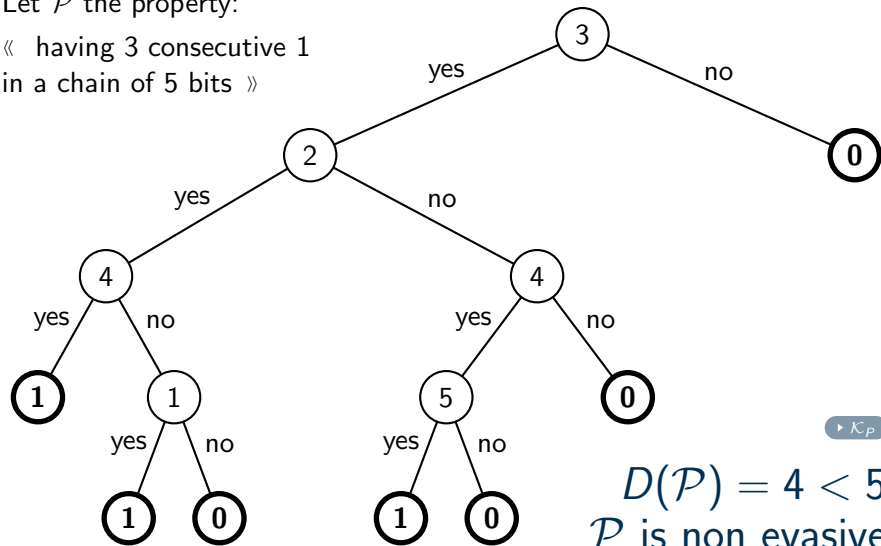 Let P the property:
« having 3 consecutive 1
in a chain of 5 bits »
3
yes
no
2
0
yes
no
4
4
yes
no
yes
no
1
1
5
0
yes
no
yes
no
1
0
1
0
▸ 𝒦_P
D(𝒫) = 4 < 5
𝒫 is non evasive